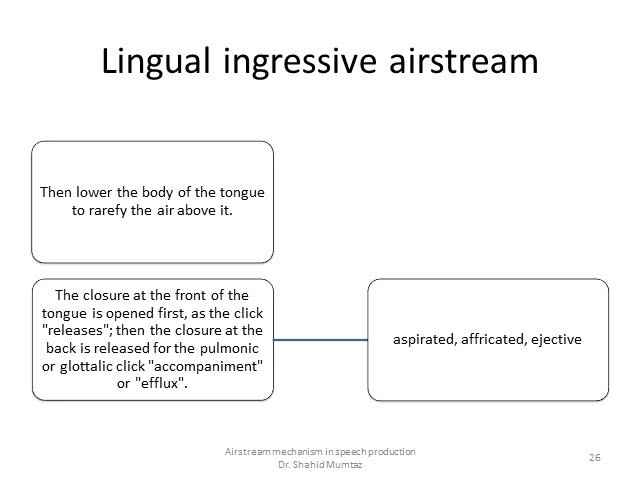 Lingual ingressive airstream
Then lower the body of the tongue
to rarefy the air above it.
The closure at the front of the
tongue is opened first, as the click
"releases"; then the closure at the
back is released for the pulmonic
or glottalic click "accompaniment"
or "efflux".
aspirated, affricated, ejective
Airstream mechanism in speech production
Dr. Shahid Mumtaz
26